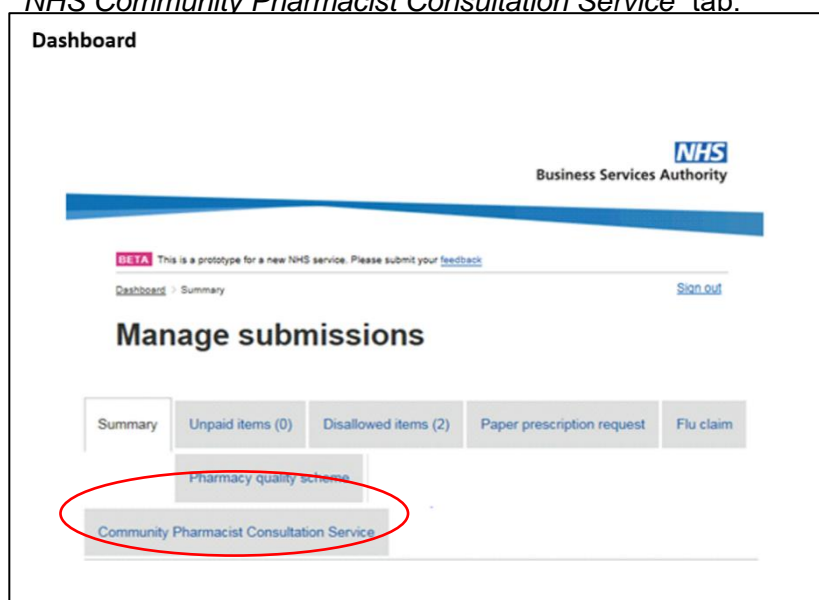 NHS Community Pharmacist Consultation Service" tab.
Dashboard
NHS
Business Services Authority
BETA This is a prototype for a new NHS service. Please submit your feedback
Dashboard > Summary Sign out
Manage submissions
Summary Unpaid items (0) Disallowed items (2) Paper prescription request Flu claim
Pharmacy quality scheme
Community Pharmacist Consultation Service